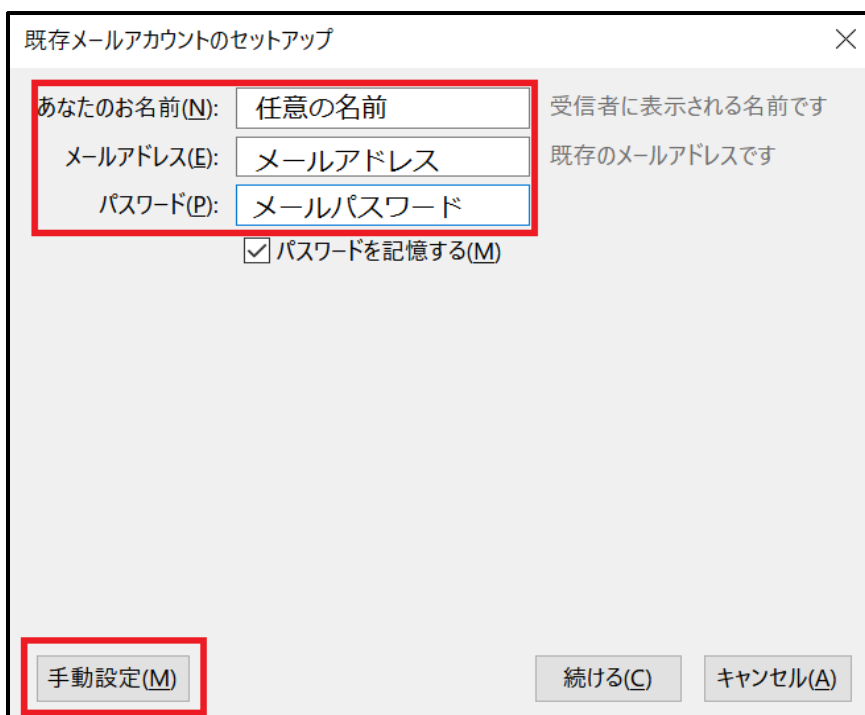 既存メールアカウントのセットアップ
あなたのお名前(N): 任意の名前 受信者に表示される名前です
メールアドレス(E): メールアドレス 既存のメールアドレスです
パスワード(P): メールパスワード
パスワードを記憶する(M)
手動設定(M) 続ける(C) キャンセル(A)